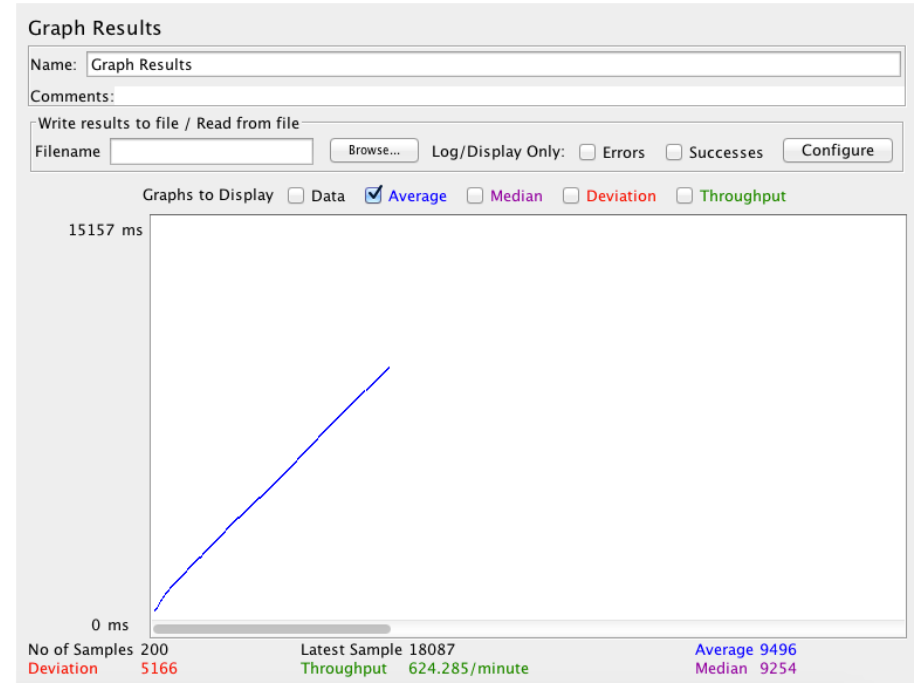 Graph Results
Name: Graph Results
Comments:
Write results to file / Read from file
Filename Browse... Log/Display Only: Errors Successes Configure
Graphs to Display Data Average Median Deviation Throughput
15157 ms
0 ms
No of Samples 200 Latest Sample 18087 Average 9496
Deviation 5166 Throughput 624.285/minute Median 9254